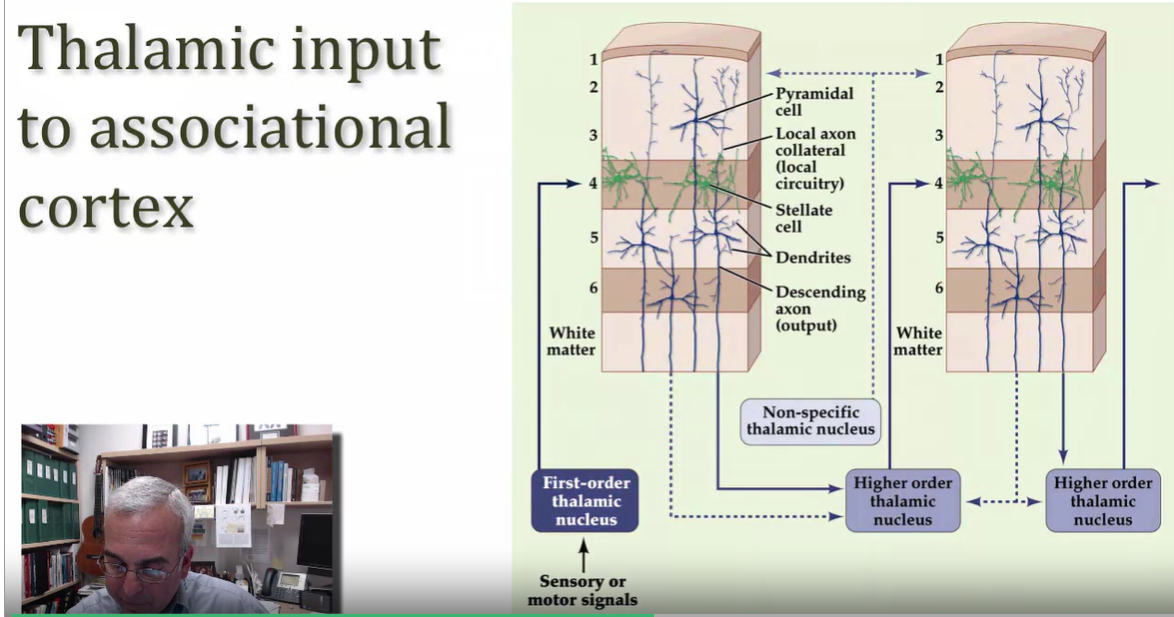 Thalamic input
to associational
cortex
1
2
3
4
5
6
White
matter
Pyramidal
cell
Local axon
collateral
(local
circuitry)
Stellate
cell
Dendrites
Descending
axon
(output)
1
2
3
4
5
6
White
matter
Non-specific
thalamic nucleus
First-order
thalamic
nucleus
Higher order
thalamic
nucleus
Higher order
thalamic
nucleus
Sensory or
motor signals